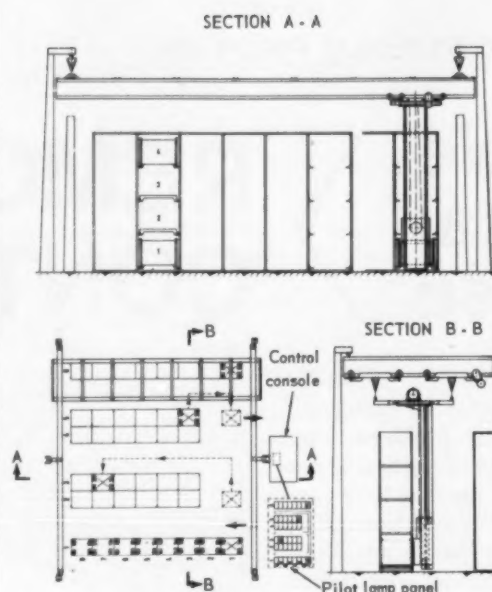 SECTION A - A
4
3
2
1
B
SECTION B - B
Control
console
A
A
B
Pilot lamp panel